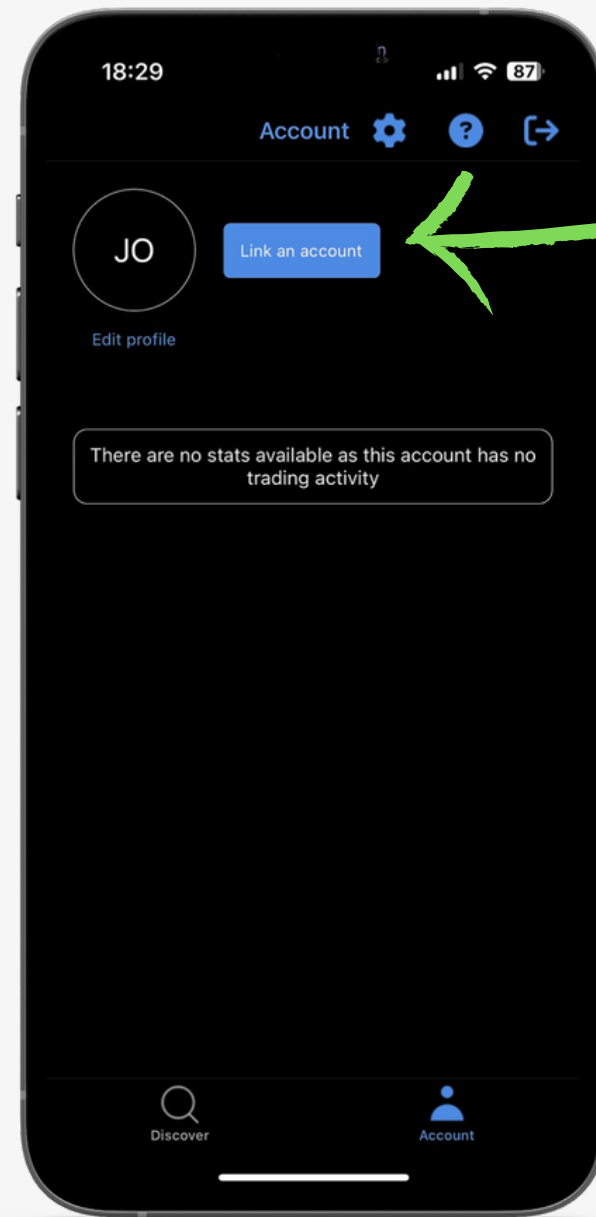 18:29
87
Account
?
JO
Link an account
Edit profile
There are no stats available as this account has no
trading activity
Discover
Account